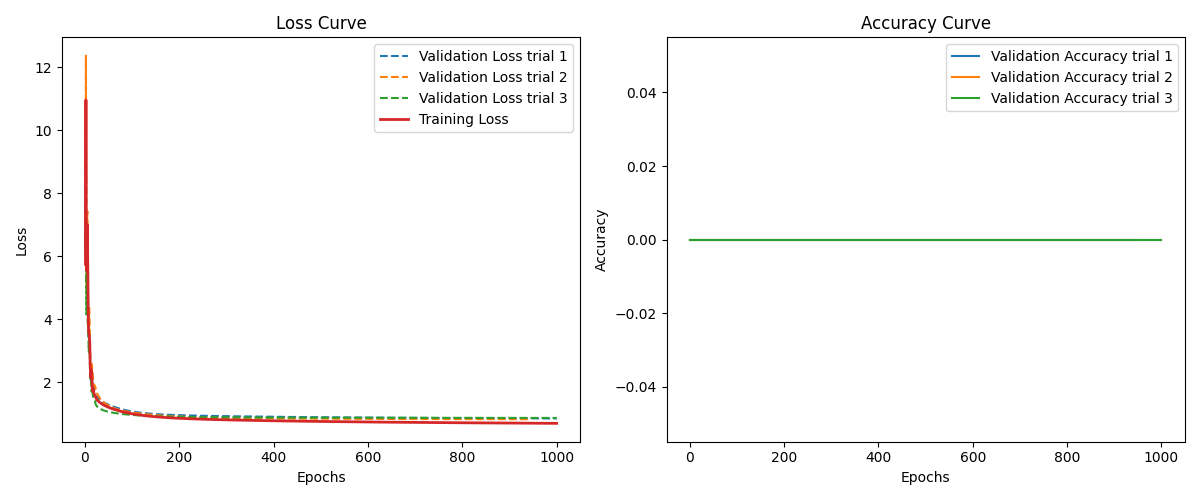 Loss Curve
Validation Loss trial 1
Validation Loss trial 2
Validation Loss trial 3
Training Loss
12
10
8
6
4
2
Loss
0
200
400
600
800
1000
Epochs
Accuracy Curve
Validation Accuracy trial 1
Validation Accuracy trial 2
Validation Accuracy trial 3
0.04
0.02
0.00
−0.02
−0.04
Accuracy
0
200
400
600
800
1000
Epochs